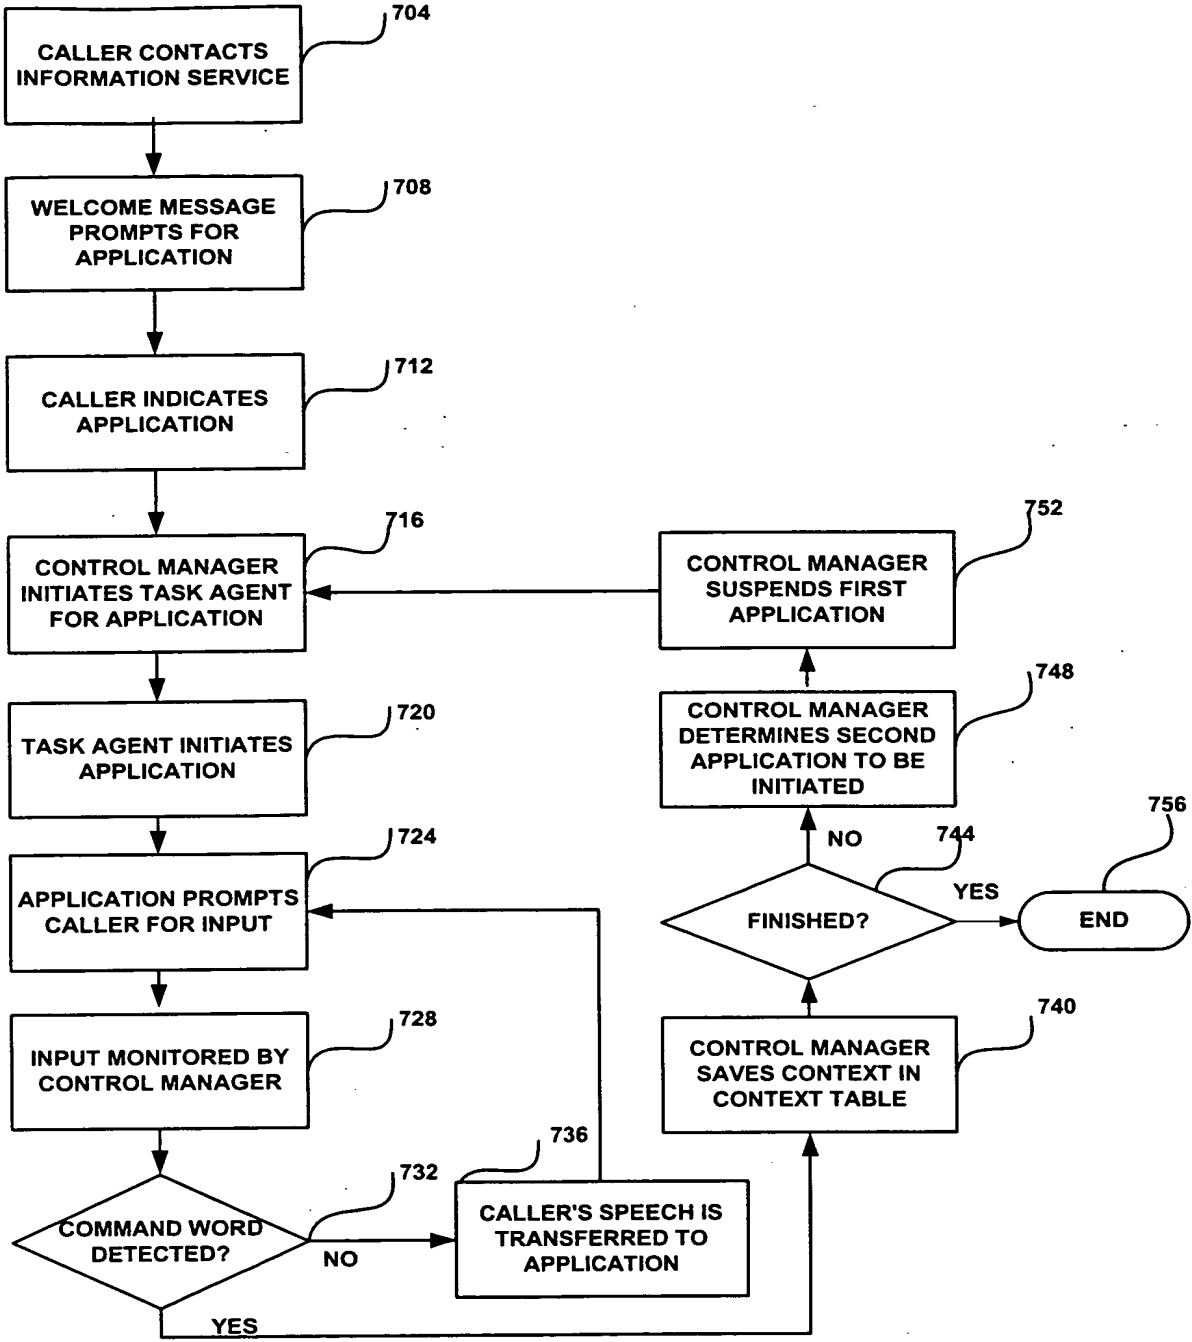 704
CALLER CONTACTS
INFORMATION SERVICE
708
WELCOME MESSAGE
PROMPTS FOR
APPLICATION
712
CALLER INDICATES
APPLICATION
716
CONTROL MANAGER
INITIATES TASK AGENT
FOR APPLICATION
720
TASK AGENT INITIATES
APPLICATION
724
APPLICATION PROMPTS
CALLER FOR INPUT
728
INPUT MONITORED BY
CONTROL MANAGER
732
COMMAND WORD
DETECTED?
NO
YES
736
CALLER'S SPEECH IS
TRANSFERRED TO
APPLICATION
740
CONTROL MANAGER
SAVES CONTEXT IN
CONTEXT TABLE
744
FINISHED?
NO
YES
748
CONTROL MANAGER
DETERMINES SECOND
APPLICATION TO BE
INITIATED
752
CONTROL MANAGER
SUSPENDS FIRST
APPLICATION
756
END